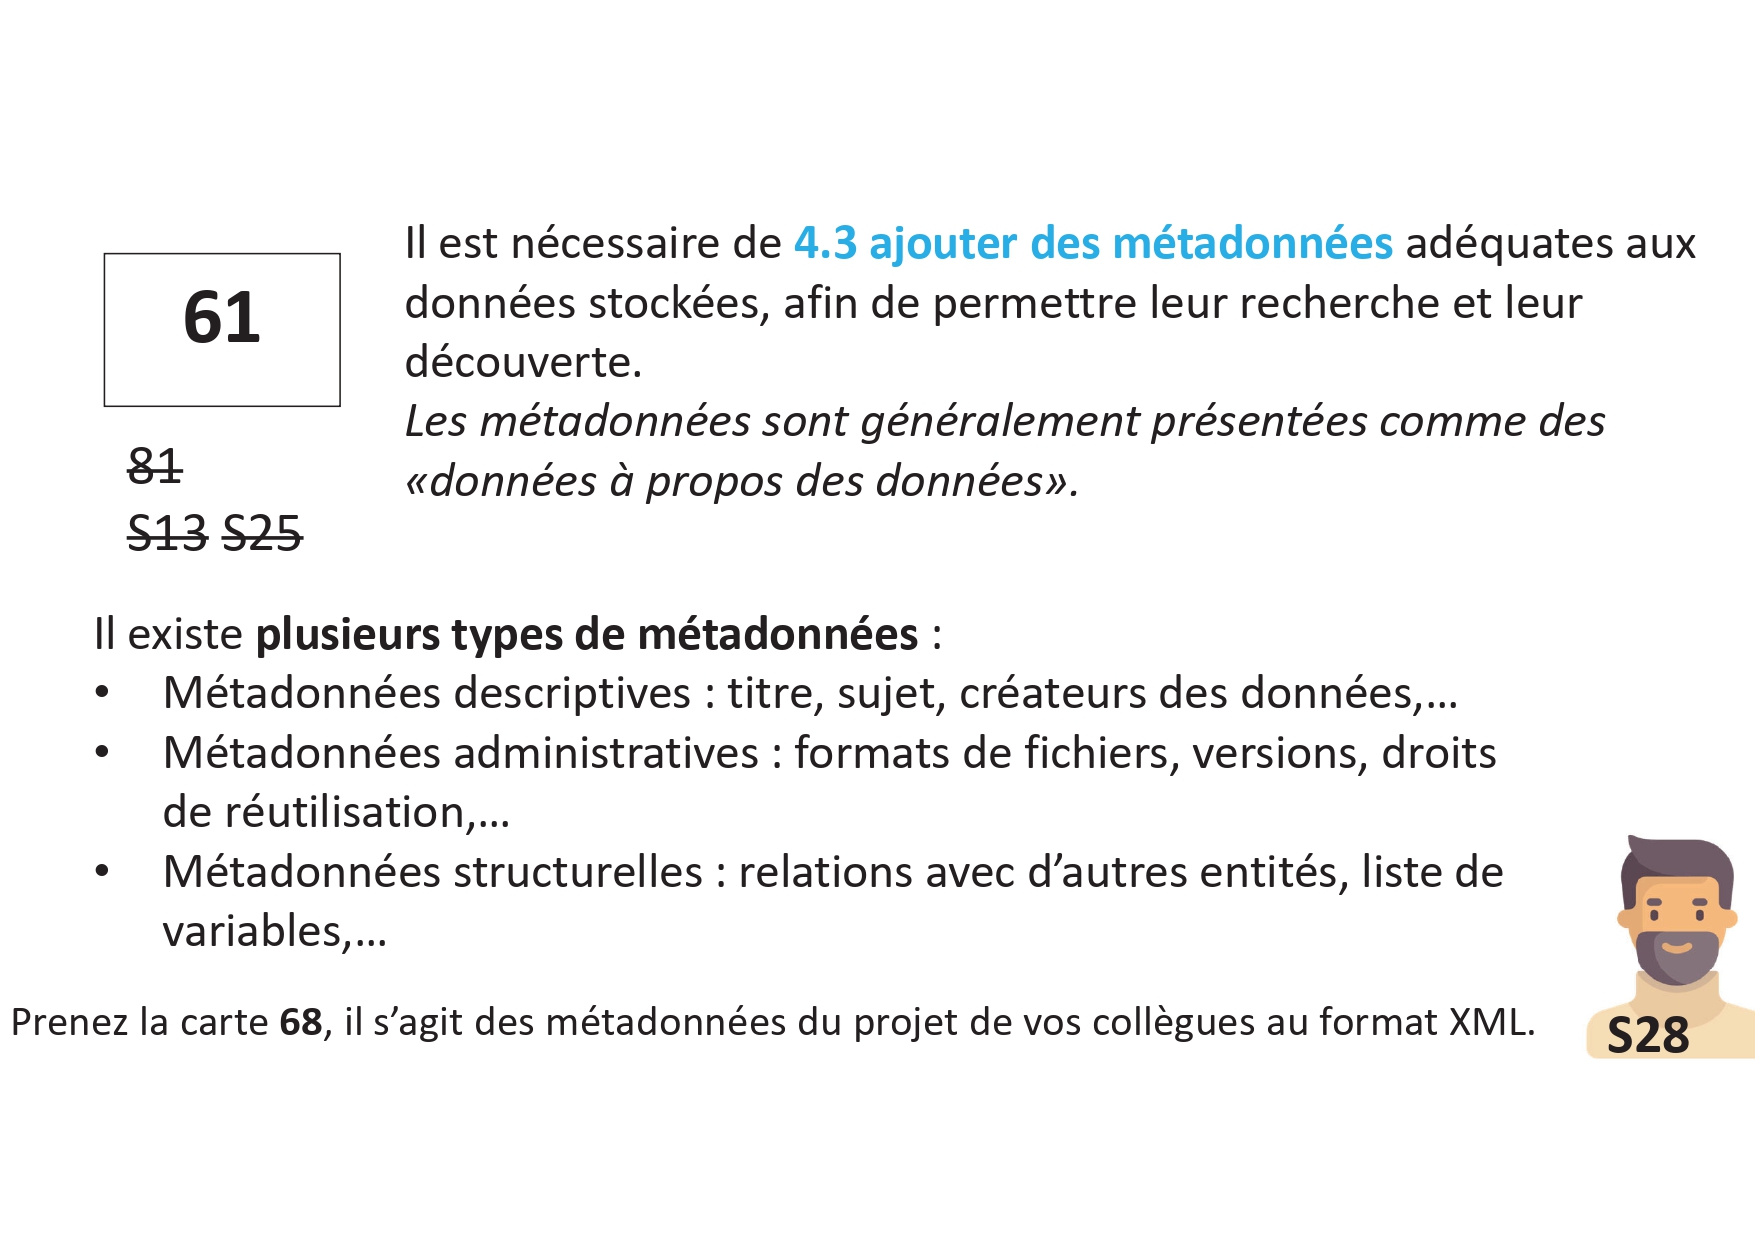 61
81
S13 S25
Il est nécessaire de 4.3 ajouter des métadonnées adéquates aux
données stockées, afin de permettre leur recherche et leur
découverte.
Les métadonnées sont généralement présentées comme des
«données à propos des données».
Il existe plusieurs types de métadonnées :
• Métadonnées descriptives : titre, sujet, créateurs des données,...
• Métadonnées administratives : formats de fichiers, versions, droits
de réutilisation,...
• Métadonnées structurelles : relations avec d’autres entités, liste de
variables,...
Prenez la carte 68, il s’agit des métadonnées du projet de vos collègues au format XML.
S28